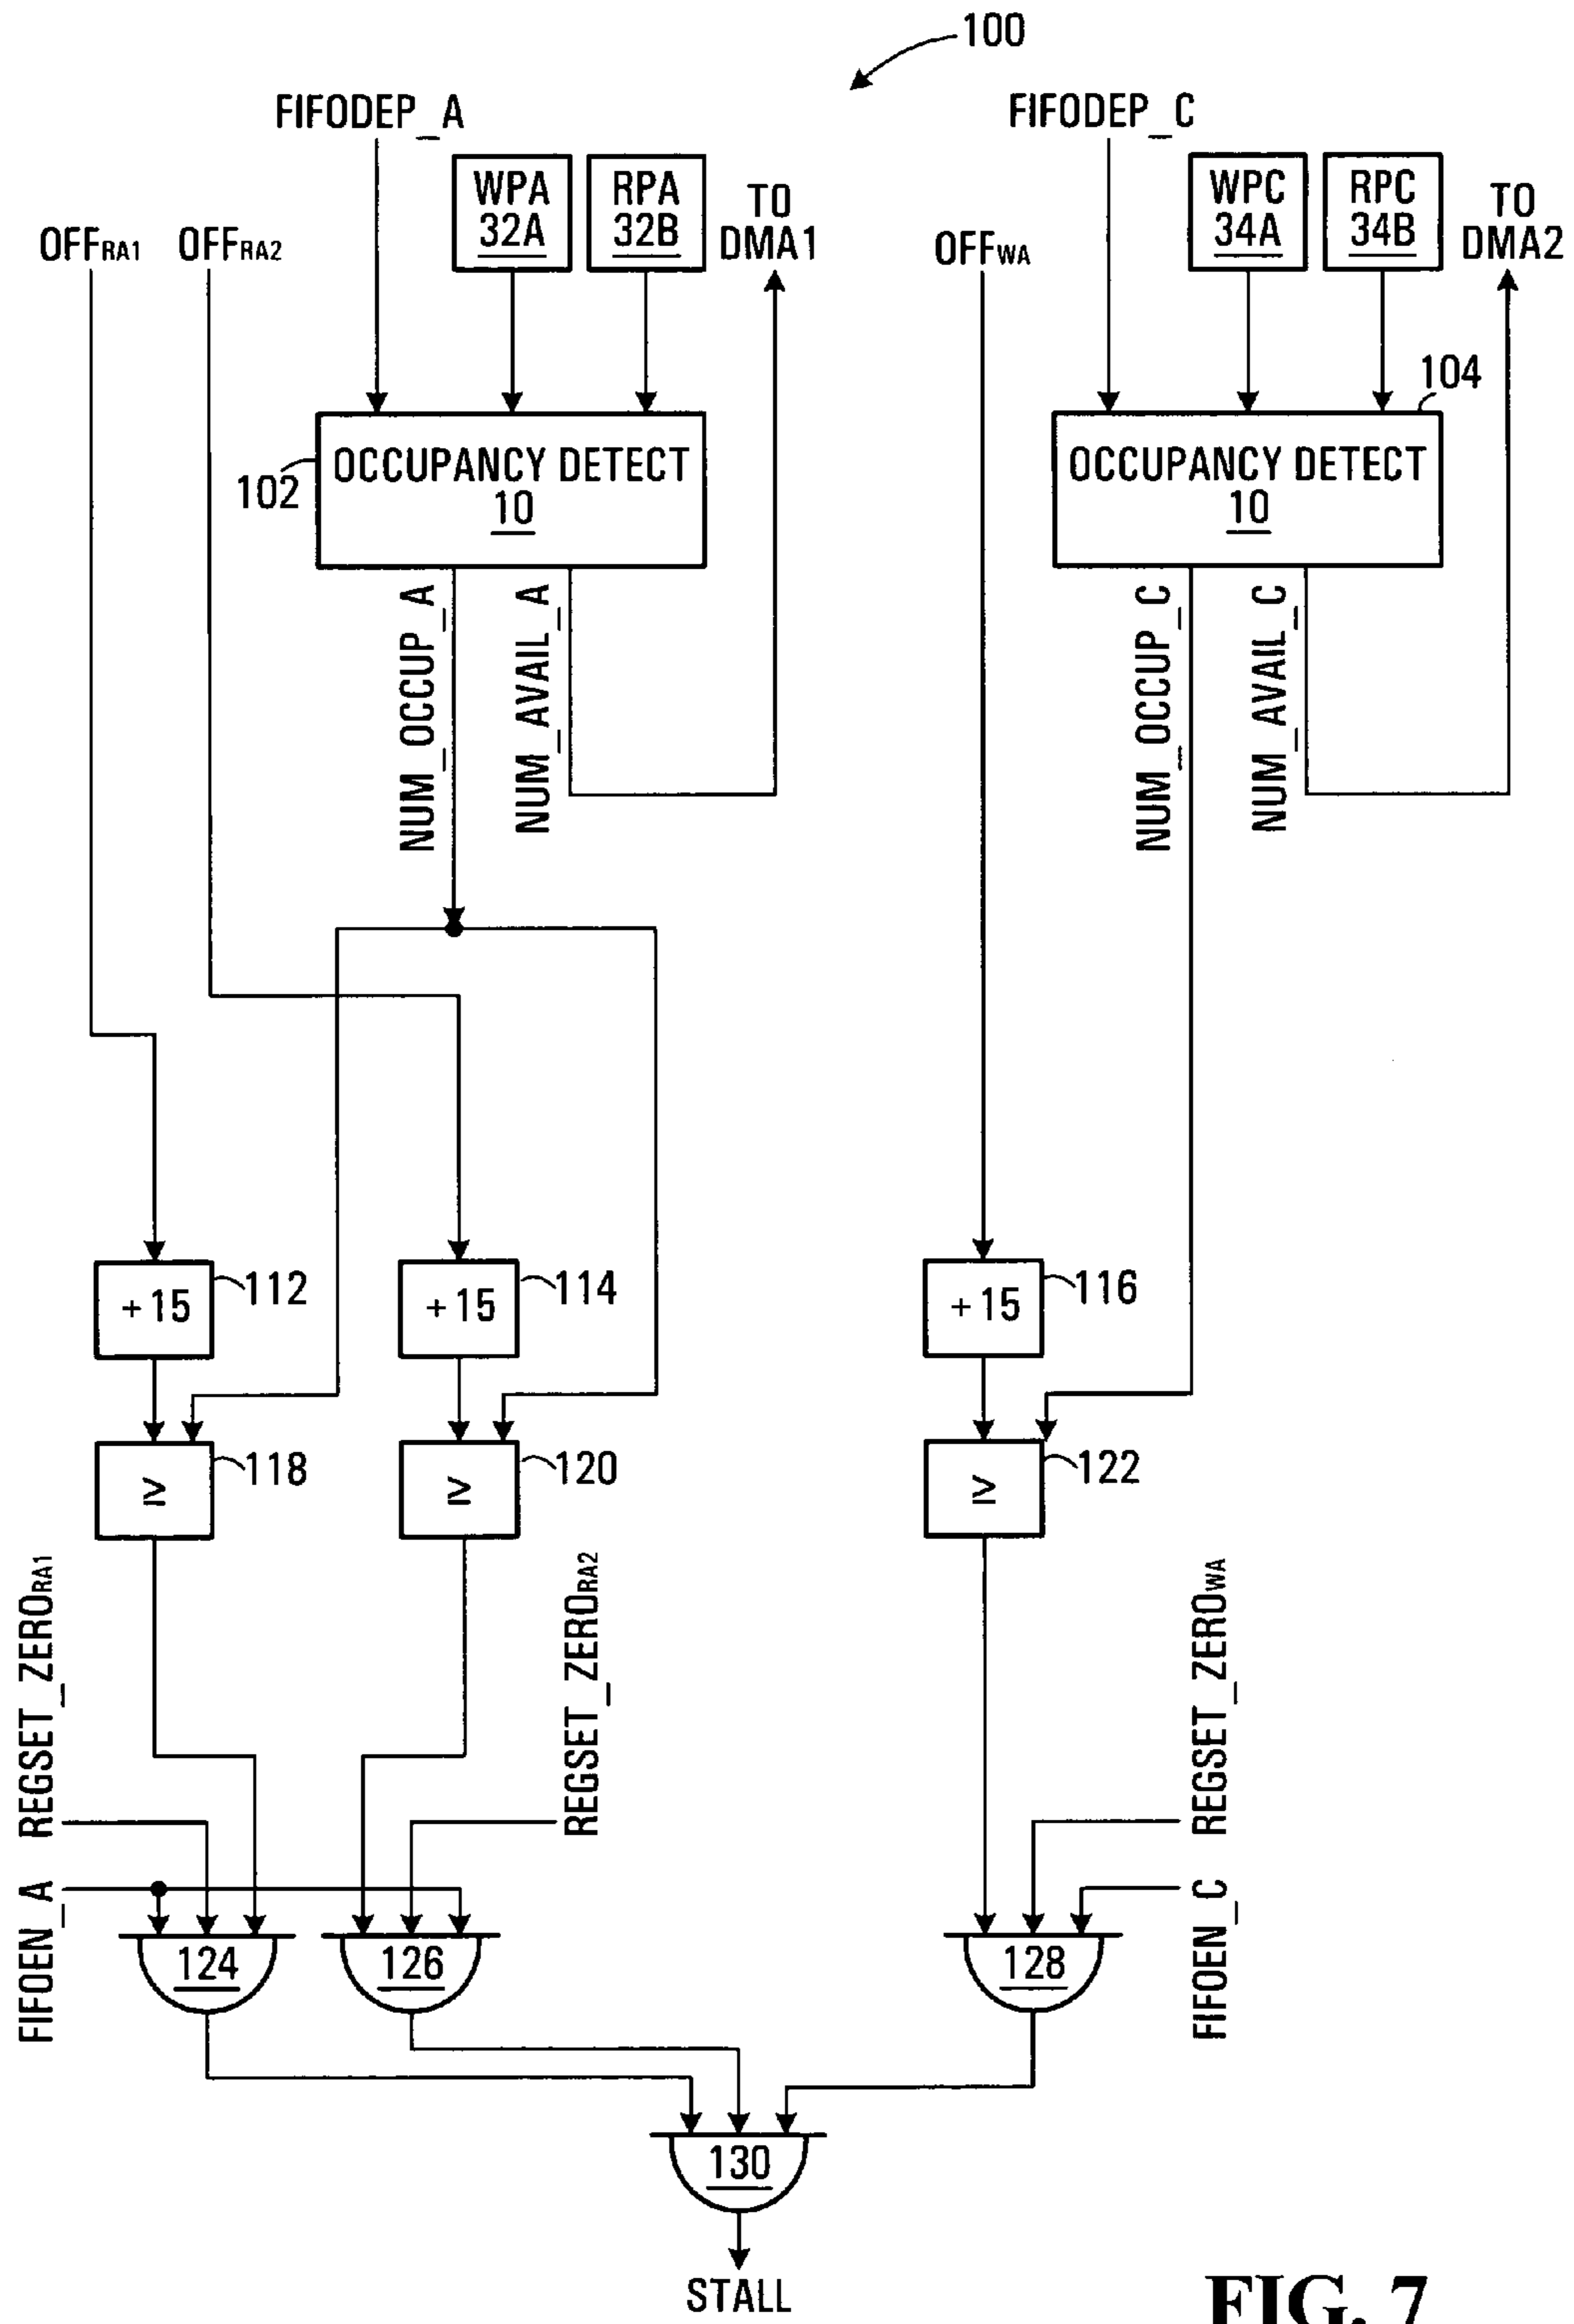 100
FIFODEP_A
FIFODEP_C
WPA
32A
RPA
32B
TO
DMA1
WPC
34A
RPC
34B
TO
DMA2
OFFRA1
OFFRA2
OFFWA
104
102
OCCUPANCY DETECT
10
OCCUPANCY DETECT
10
NUM_OCCUP_A
NUM_AVAIL_A
NUM_OCCUP_C
NUM_AVAIL_C
+15
112
+15
114
+15
116
≥
118
≥
120
≥
122
REGSET_ZERORA1
REGSET_ZERORA2
REGSET_ZEROWA
FIFOEN_A
FIFOEN_C
124
126
128
130
STALL
FIG. 7